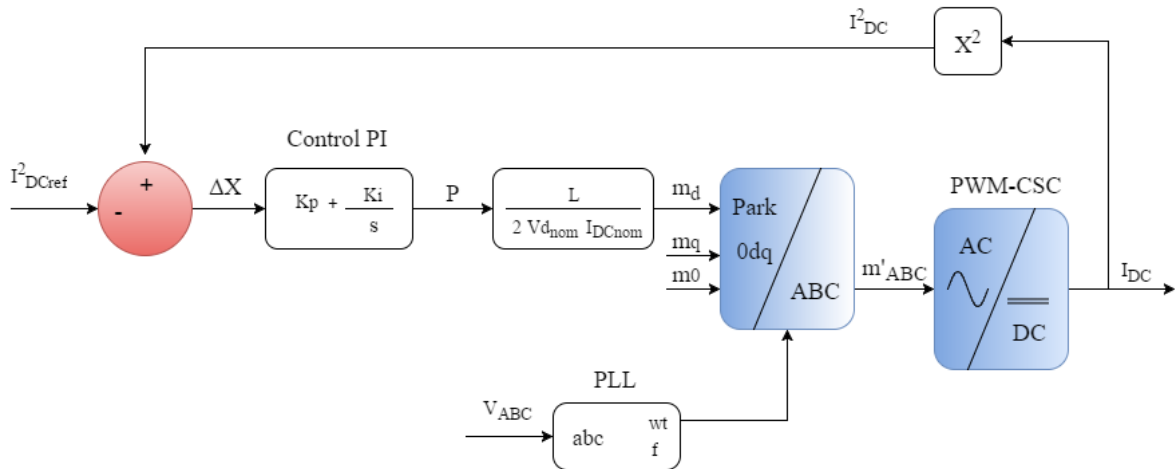 I²DC
X²
Control PI
I²DCref
+
-
ΔX
Kp + Ki
s
P
L
2 Vdnom IDCnom
md
mq
m0
Park
0dq
ABC
m'ABC
PWM-CSC
AC
DC
IDC
PLL
VABC
abc
wt
f